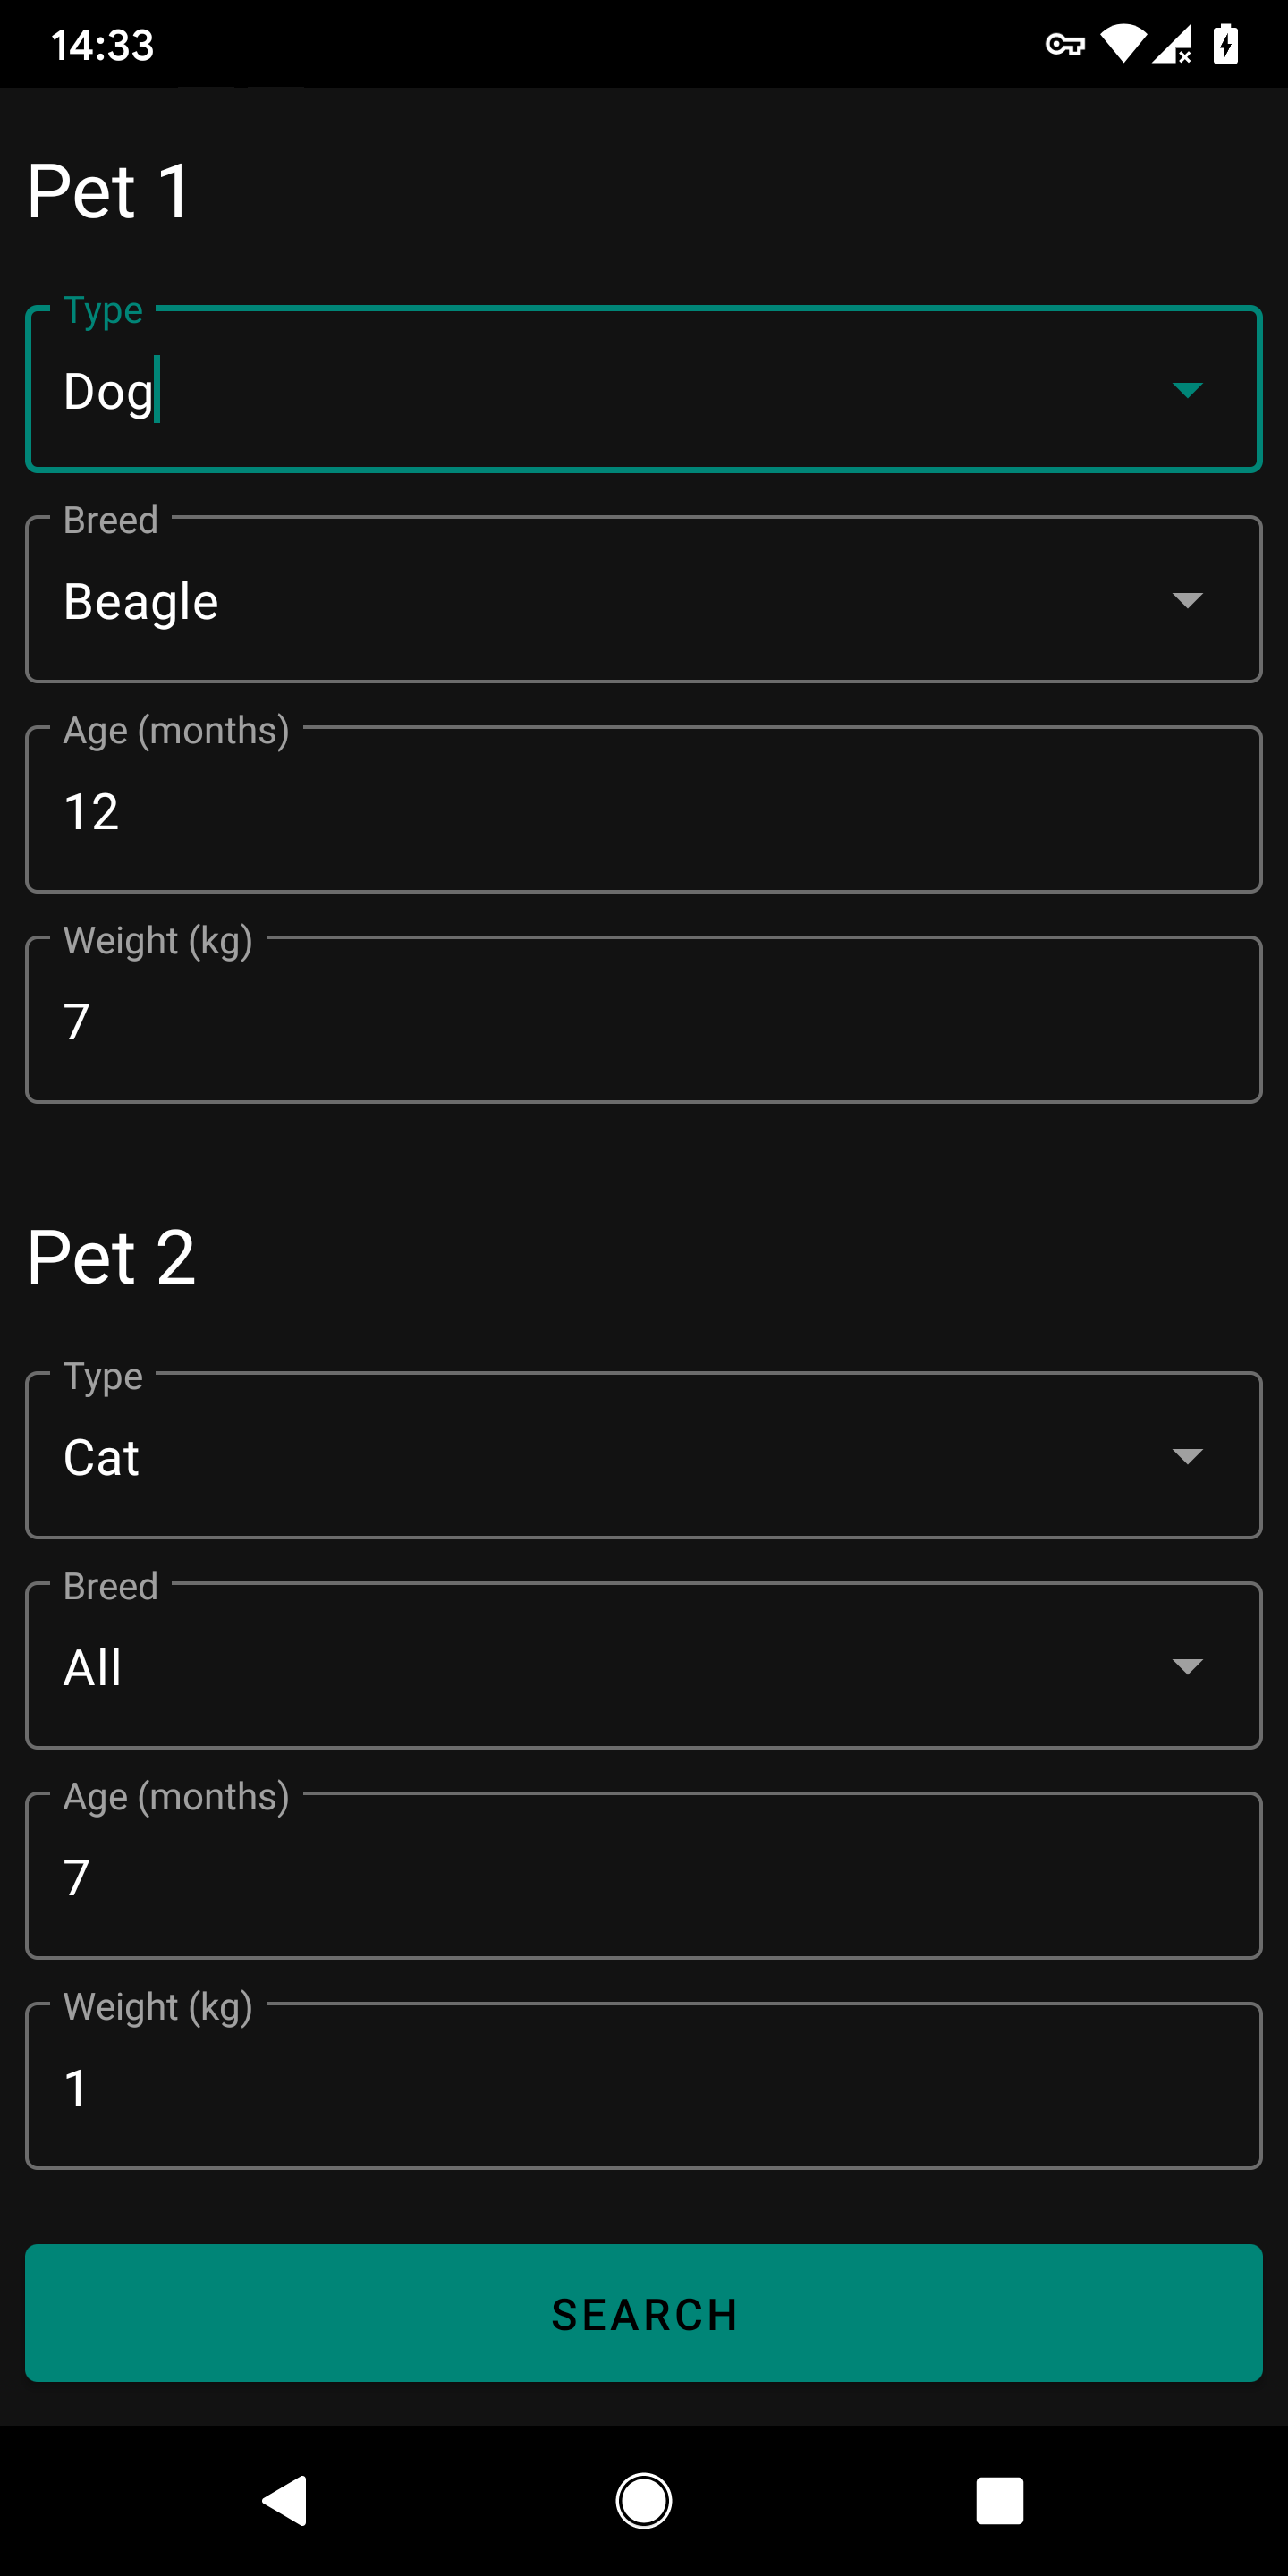 14:33
Pet 1
Type
Dog
Breed
Beagle
Age (months)
12
Weight (kg)
7
Pet 2
Type
Cat
Breed
All
Age (months)
7
Weight (kg)
1
SEARCH